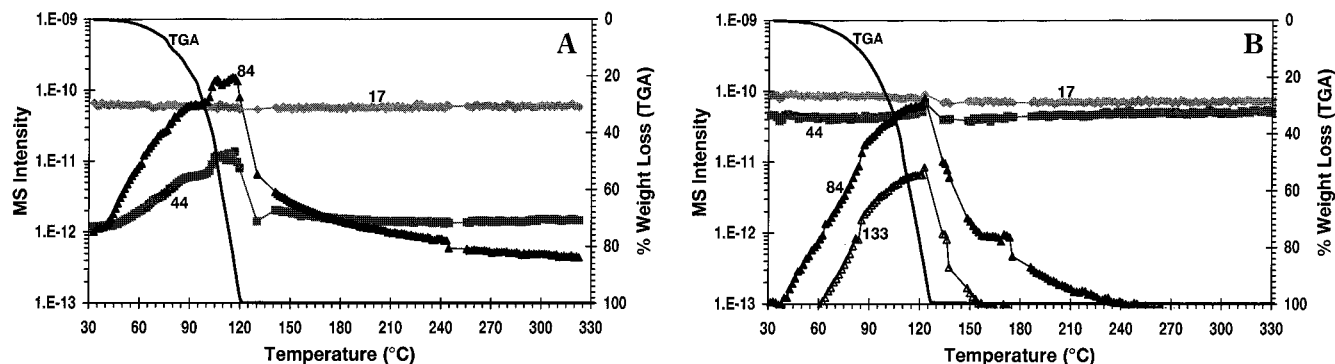 A
TGA
84
17
44
1.E-09
1.E-10
1.E-11
1.E-12
1.E-13
MS Intensity
0
20
40
60
80
100
% Weight Loss (TGA)
30 60 90 120 150 180 210 240 270 300 330
Temperature (°C)
B
TGA
17
44
84
133
1.E-09
1.E-10
1.E-11
1.E-12
1.E-13
MS Intensity
0
20
40
60
80
100
% Weight Loss (TGA)
30 60 90 120 150 180 210 240 270 300 330
Temperature (°C)